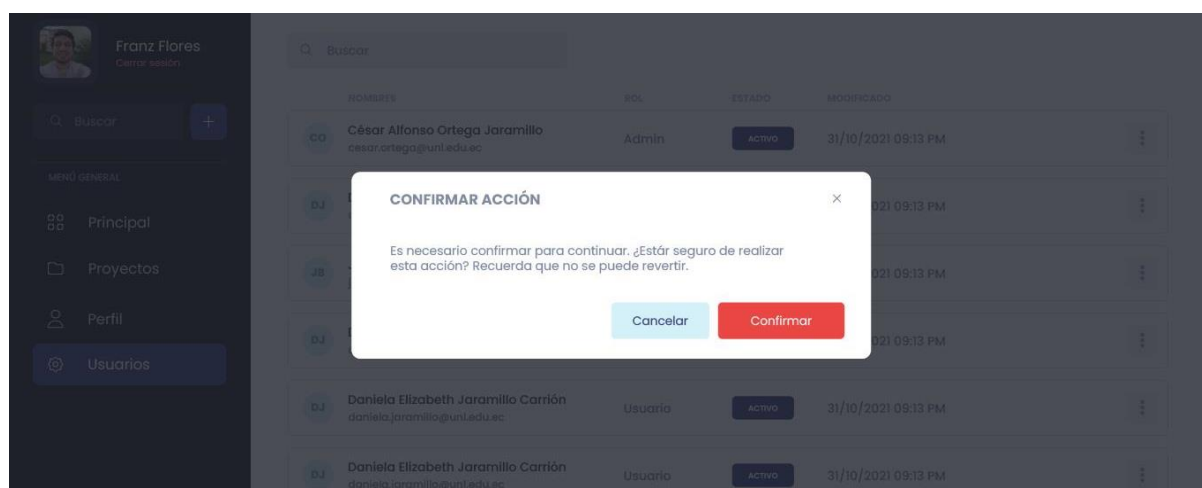 Franz Flores
Cerrar sesión
Buscar
Buscar
+
MENÚ GENERAL
Principal
Proyectos
Perfil
Usuarios
NOMBRES ROL ESTADO MODIFICADO
CO César Alfonso Ortega Jaramillo Admin ACTIVO 31/10/2021 09:13 PM
cesar.ortega@unl.edu.ec
DJ 2021 09:13 PM
JB 2021 09:13 PM
DJ 2021 09:13 PM
CONFIRMAR ACCIÓN
Es necesario confirmar para continuar. ¿Estár seguro de realizar
esta acción? Recuerda que no se puede revertir.
Cancelar Confirmar
DJ Daniela Elizabeth Jaramillo Carrión Usuario ACTIVO 31/10/2021 09:13 PM
daniela.jaramillo@unl.edu.ec
DJ Daniela Elizabeth Jaramillo Carrión Usuario ACTIVO 31/10/2021 09:13 PM
daniela.jaramillo@unl.edu.ec